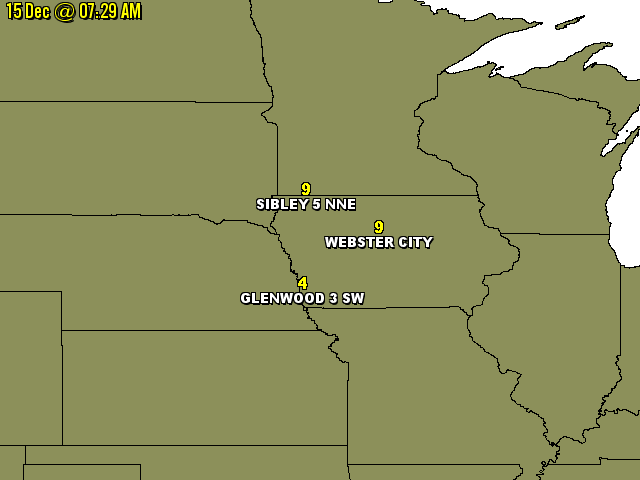 15 Dec @ 07:29 AM
9
SIBLEY 5 NNE
9
WEBSTER CITY
4
GLENWOOD 3 SW